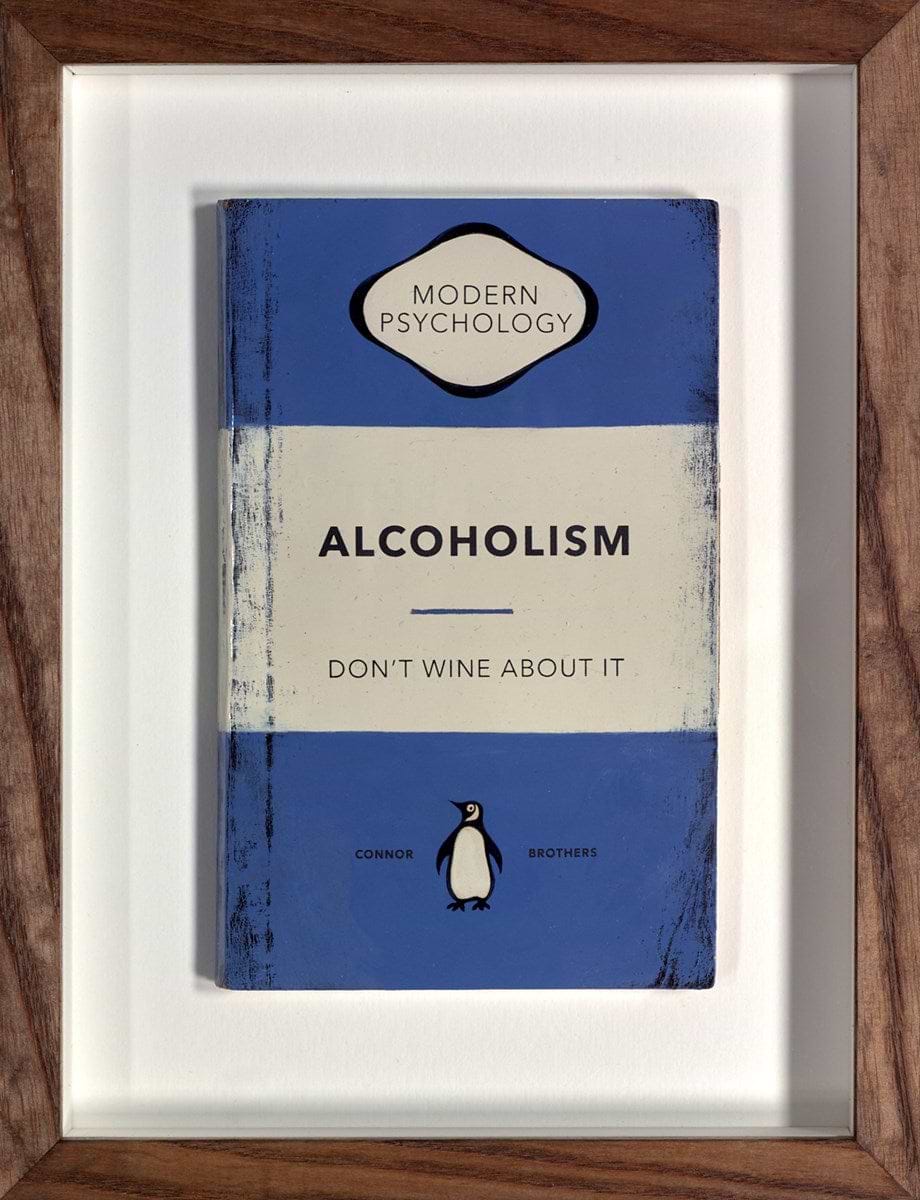 MODERN
PSYCHOLOGY
ALCOHOLISM
DON'T WINE ABOUT IT
CONNOR BROTHERS